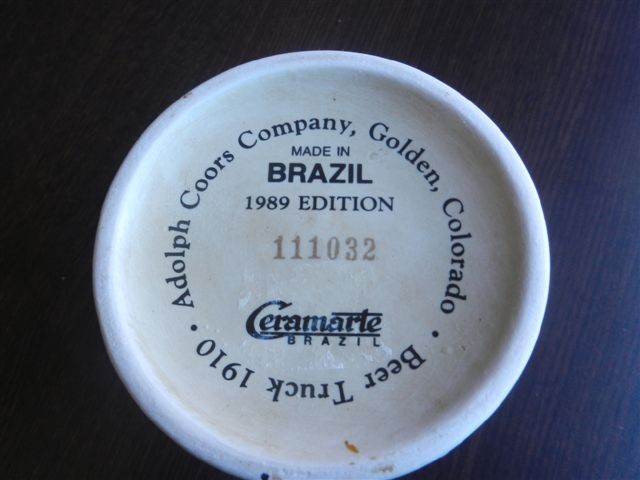 Adolph Coors Company, Golden, Colorado · Beer Truck 1910 ·
MADE IN
BRAZIL
1989 EDITION
111032
Ceramarte
BRAZIL